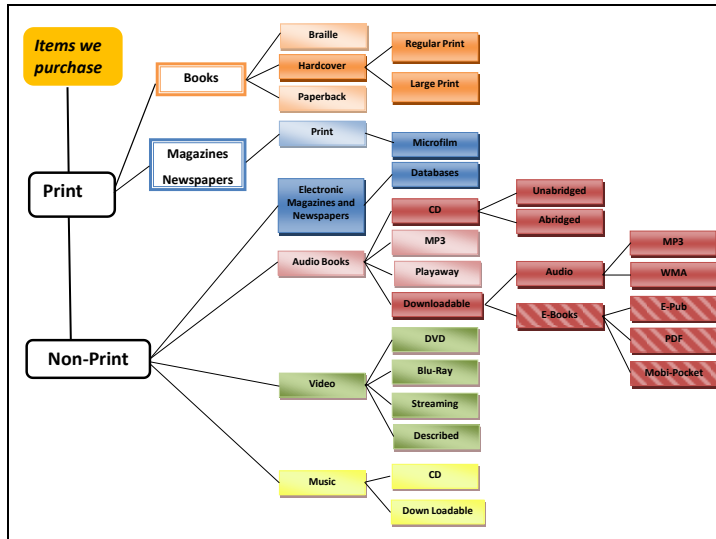 Items we
purchase
Print
Books
Braille
Hardcover
Paperback
Regular Print
Large Print
Magazines
Newspapers
Print
Microfilm
Non-Print
Electronic
Magazines and
Newspapers
Databases
Audio Books
CD
Unabridged
Abridged
MP3
Playaway
Downloadable
Audio
MP3
WMA
E-Books
E-Pub
PDF
Mobi-Pocket
Video
DVD
Blu-Ray
Streaming
Described
Music
CD
Down Loadable